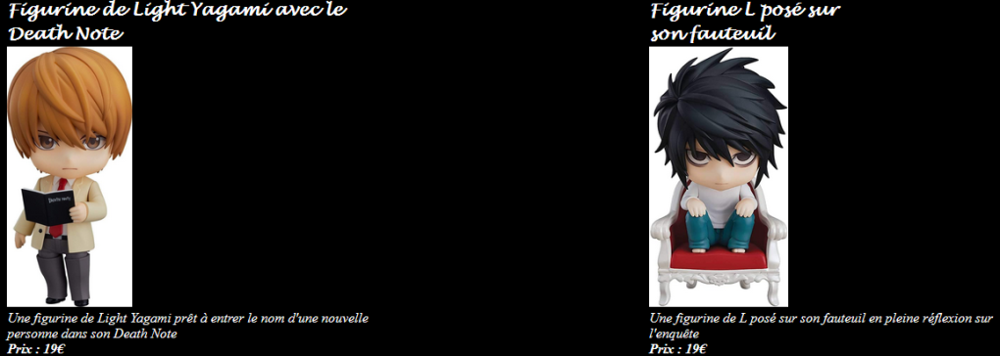 Figurine de Light Yagami avec le
Death Note
Death Note
Une figurine de Light Yagami prêt à entrer le nom d'une nouvelle
personne dans son Death Note
Prix : 19€
Figurine L posé sur
son fauteuil
Une figurine de L posé sur son fauteuil en pleine réflexion sur
l'enquête
Prix : 19€